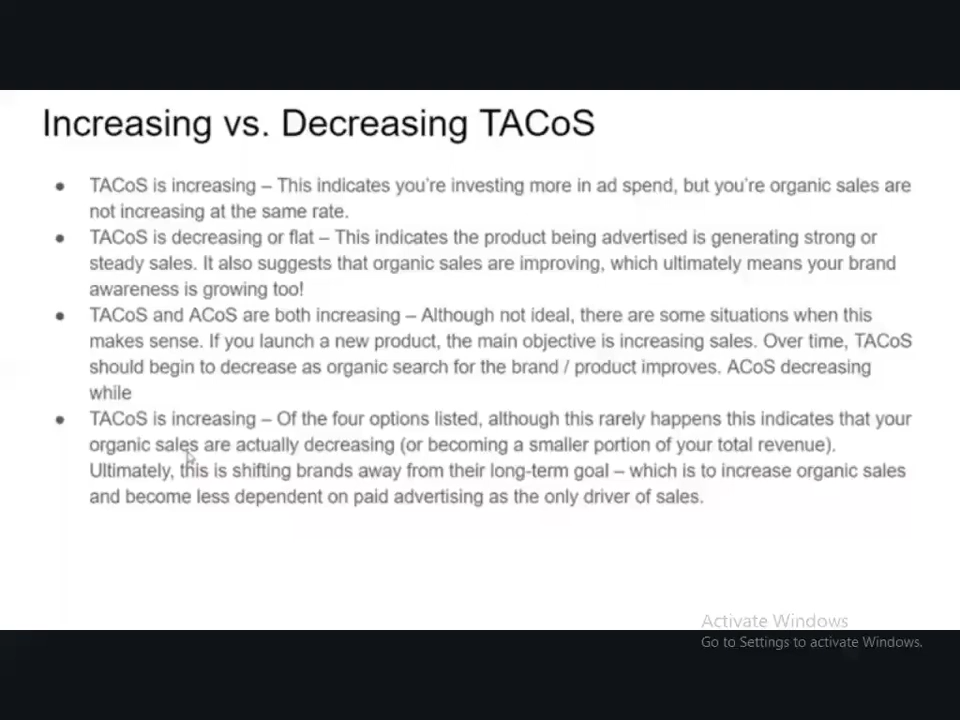 Increasing vs. Decreasing TACoS
● TACoS is increasing – This indicates you're investing more in ad spend, but you're organic sales are
not increasing at the same rate.
● TACoS is decreasing or flat – This indicates the product being advertised is generating strong or
steady sales. It also suggests that organic sales are improving, which ultimately means your brand
awareness is growing too!
● TACoS and ACoS are both increasing – Although not ideal, there are some situations when this
makes sense. If you launch a new product, the main objective is increasing sales. Over time, TACoS
should begin to decrease as organic search for the brand / product improves. ACoS decreasing
while
● TACoS is increasing – Of the four options listed, although this rarely happens this indicates that your
organic sales are actually decreasing (or becoming a smaller portion of your total revenue).
Ultimately, this is shifting brands away from their long-term goal – which is to increase organic sales
and become less dependent on paid advertising as the only driver of sales.
Activate Windows
Go to Settings to activate Windows.